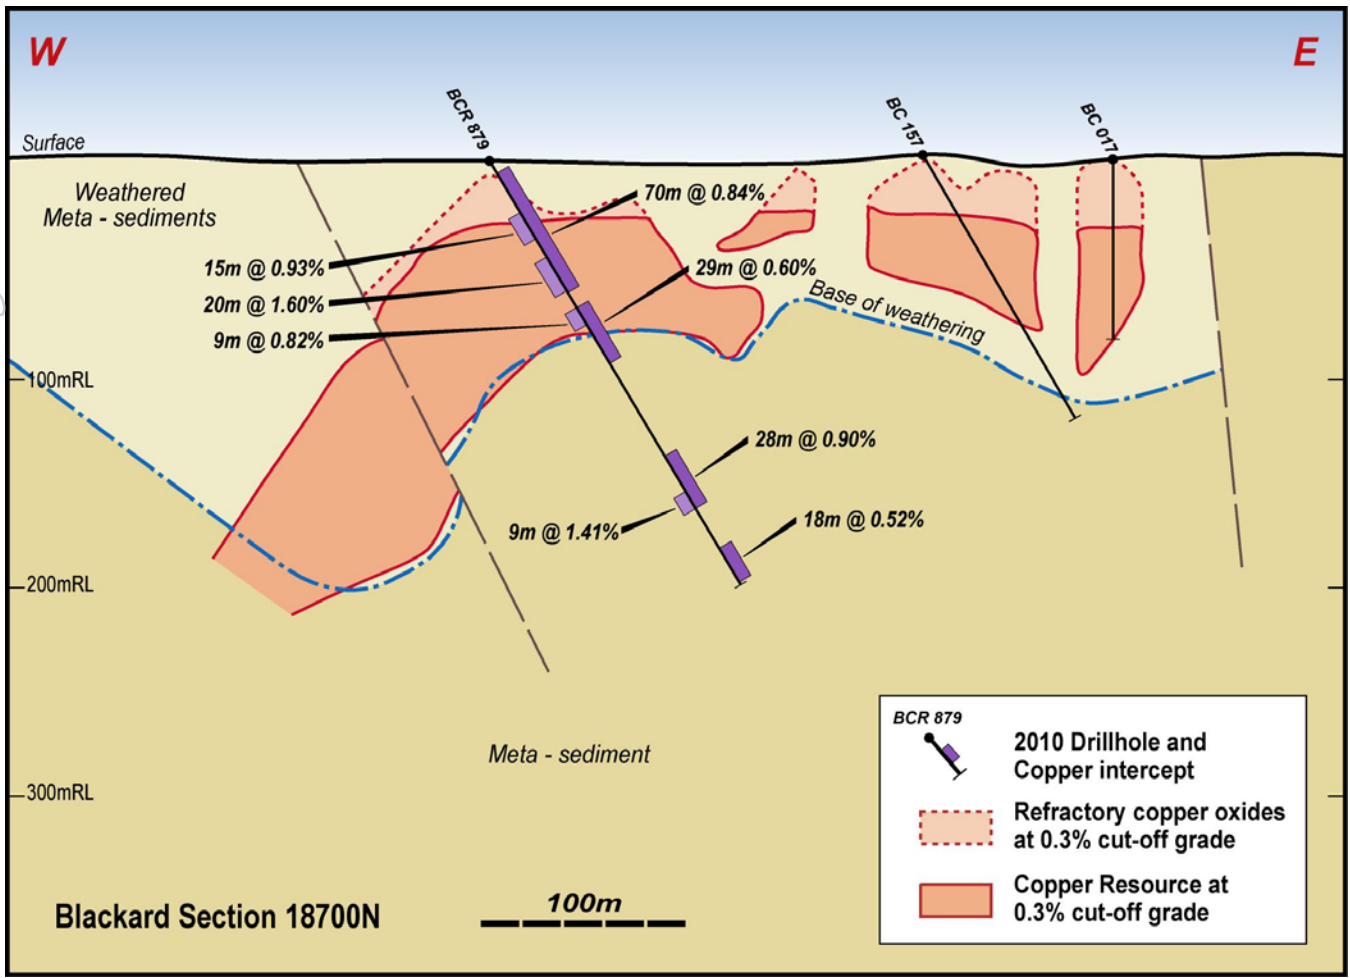 W
E
BCR 879
BC 157
BC 017
Surface
Weathered
Meta - sediments
70m @ 0.84%
15m @ 0.93%
29m @ 0.60%
20m @ 1.60%
9m @ 0.82%
Base of weathering
100mRL
28m @ 0.90%
9m @ 1.41%
18m @ 0.52%
200mRL
Meta - sediment
300mRL
BCR 879
2010 Drillhole and
Copper intercept
Refractory copper oxides
at 0.3% cut-off grade
Copper Resource at
0.3% cut-off grade
Blackard Section 18700N
100m